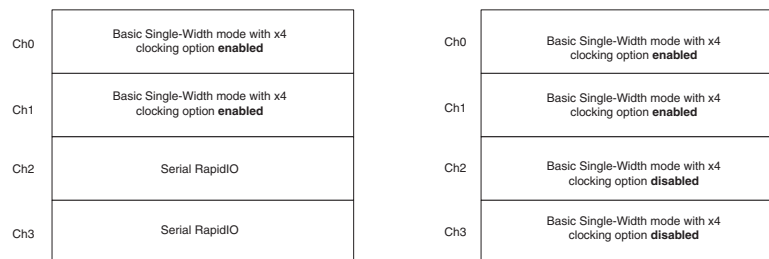 Ch0
Basic Single-Width mode with x4
clocking option enabled
Ch1
Basic Single-Width mode with x4
clocking option enabled
Ch2
Serial RapidIO
Ch3
Serial RapidIO
Ch0
Basic Single-Width mode with x4
clocking option enabled
Ch1
Basic Single-Width mode with x4
clocking option enabled
Ch2
Basic Single-Width mode with x4
clocking option disabled
Ch3
Basic Single-Width mode with x4
clocking option disabled